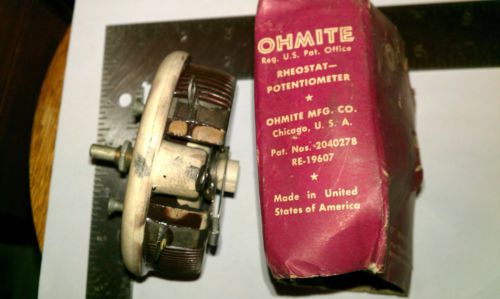 OHMITE
Reg. U.S. Pat. Office
RHEOSTAT—
POTENTIOMETER
OHMITE MFG. CO.
Chicago, U. S. A.
Pat. Nos. 2040278
RE-19607
Made in United
States of America